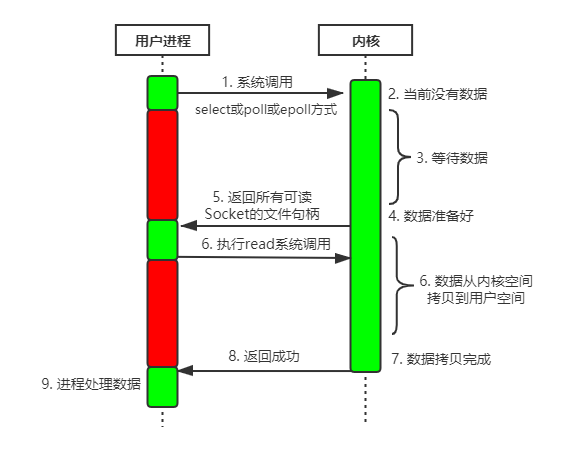 用户进程
内核
1. 系统调用
select或poll或epoll方式
2. 当前没有数据
3. 等待数据
5. 返回所有可读
Socket的文件句柄
4. 数据准备好
6. 执行read系统调用
6. 数据从内核空间
拷贝到用户空间
8. 返回成功
7. 数据拷贝完成
9. 进程处理数据